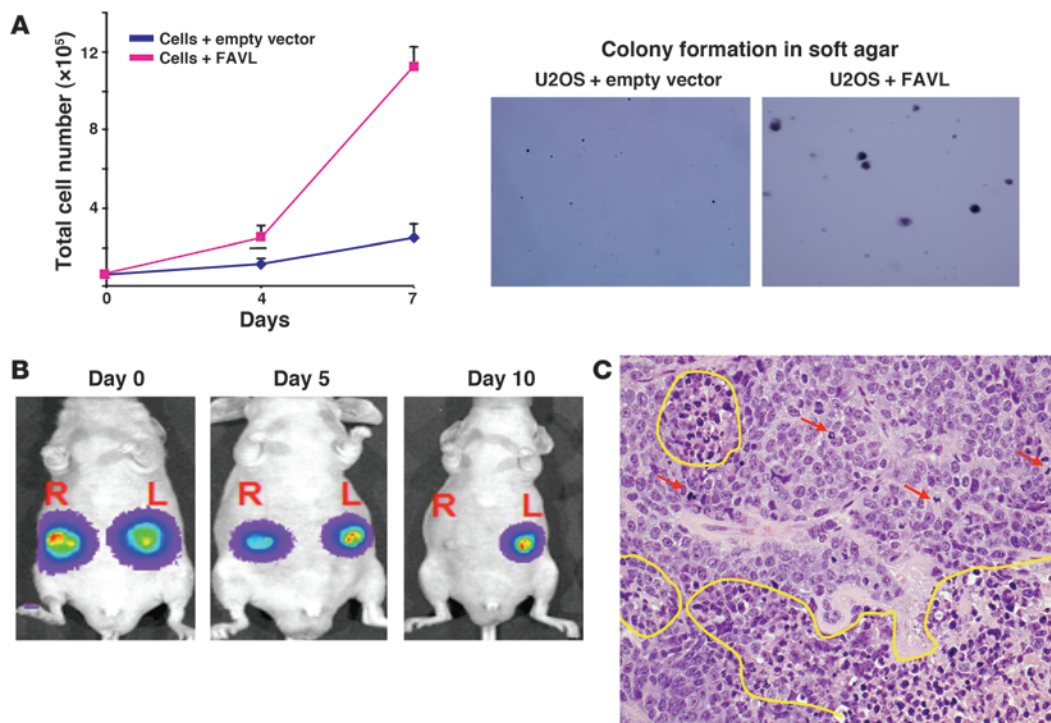 A
Total cell number (×10⁵)
12
8
4
0
4
7
Days
Cells + empty vector
Cells + FAVL
Colony formation in soft agar
U2OS + empty vector
U2OS + FAVL
B
Day 0
Day 5
Day 10
R
L
R
L
R
L
C